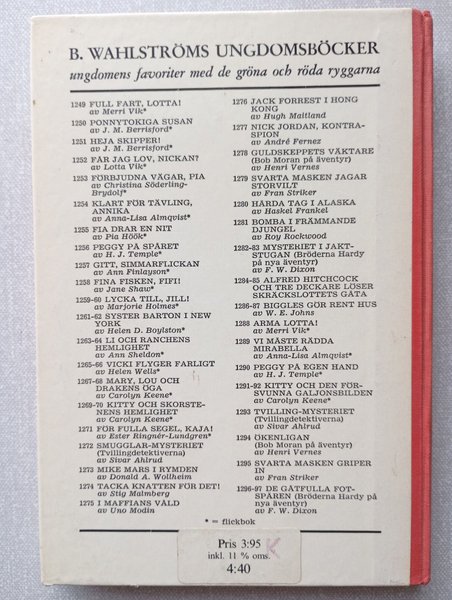 B. WAHLSTRÖMS UNGDOMSBÖCKER
ungdomens favoriter med de gröna och röda ryggarna
1249 FULL FART, LOTTA!
av Merri Vik*
1250 PONNYTOKIGA SUSAN
av J. M. Berrisford*
1251 HEJA SKIPPER!
av J. M. Berrisford*
1252 FÅR JAG LOV, NICKAN?
av Lotta Vik*
1253 FÖRBJUDNA VÄGAR, PIA
av Christina Söderling-
Brydolf*
1254 KLART FÖR TÄVLING,
ANNIKA
av Anna-Lisa Almqvist*
1255 FIA DRAR EN NIT
av Pia Höök*
1256 PEGGY PÅ SPÅRET
av H. J. Temple*
1257 GITT, SIMMARFLICKAN
av Ann Finlayson*
1258 FINA FISKEN, FIFI!
av Jane Shaw*
1259-60 LYCKA TILL, JILL!
av Marjorie Holmes*
1261-62 SYSTER BARTON I NEW
YORK
av Helen D. Boylston*
1263-64 LI OCH RANCHENS
HEMLIGHET
av Ann Sheldon*
1265-66 VICKI FLYGER FARLIGT
av Helen Wells*
1267-68 MARY, LOU OCH
DRAKENS ÖGA
av Carolyn Keene*
1269-70 KITTY OCH SKORSTE-
NENS HEMLIGHET
av Carolyn Keene*
1271 FÖR FULLA SEGEL, KAJA!
av Ester Ringnér-Lundgren*
1272 SMUGGLAR-MYSTERIET
(Tvillingdetektiverna)
av Sivar Ahlrud
1273 MIKE MARS I RYMDEN
av Donald A. Wollheim
1274 TACKA KNATTEN FÖR DET!
av Stig Malmberg
1275 I MAFFIANS VÅLD
av Uno Modin
1276 JACK FORREST I HONG
KONG
av Hugh Maitland
1277 NICK JORDAN, KONTRA-
SPION
av André Fernez
1278 GULDSKEPPETS VÄKTARE
(Bob Moran på äventyr)
av Henri Vernes
1279 SVARTA MASKEN JAGAR
STORVILT
av Fran Striker
1280 HÅRDA TAG I ALASKA
av Haskel Frankel
1281 BOMBA I FRÄMMANDE
DJUNGEL
av Roy Rockwood
1282-83 MYSTERIET I JAKT-
STUGAN (Bröderna Hardy
på nya äventyr)
av F. W. Dixon
1284-85 ALFRED HITCHCOCK
OCH TRE DECKARE LÖSER
SKRÄCKSLOTTETS GÅTA
1286-87 BIGGLES GÖR RENT HUS
av W. E. Johns
1288 ARMA LOTTA!
av Merri Vik*
1289 VI MÅSTE RÄDDA
MIRABELLA
av Anna-Lisa Almqvist*
1290 PEGGY PÅ EGEN HAND
av H. J. Temple*
1291-92 KITTY OCH DEN FÖR-
SVUNNA GALJONSBILDEN
av Carolyn Keene*
1293 TVILLING-MYSTERIET
(Tvillingdetektiverna)
av Sivar Ahlrud
1294 ÖKENLIGAN
(Bob Moran på äventyr)
av Henri Vernes
1295 SVARTA MASKEN GRIPER
IN
av Fran Striker
1296-97 DE GÅTFULLA FOT-
SPÅREN (Bröderna Hardy på
nya äventyr)
av F. W. Dixon
* = flickbok
Pris 3:95 K
inkl. 11 % oms.
4:40